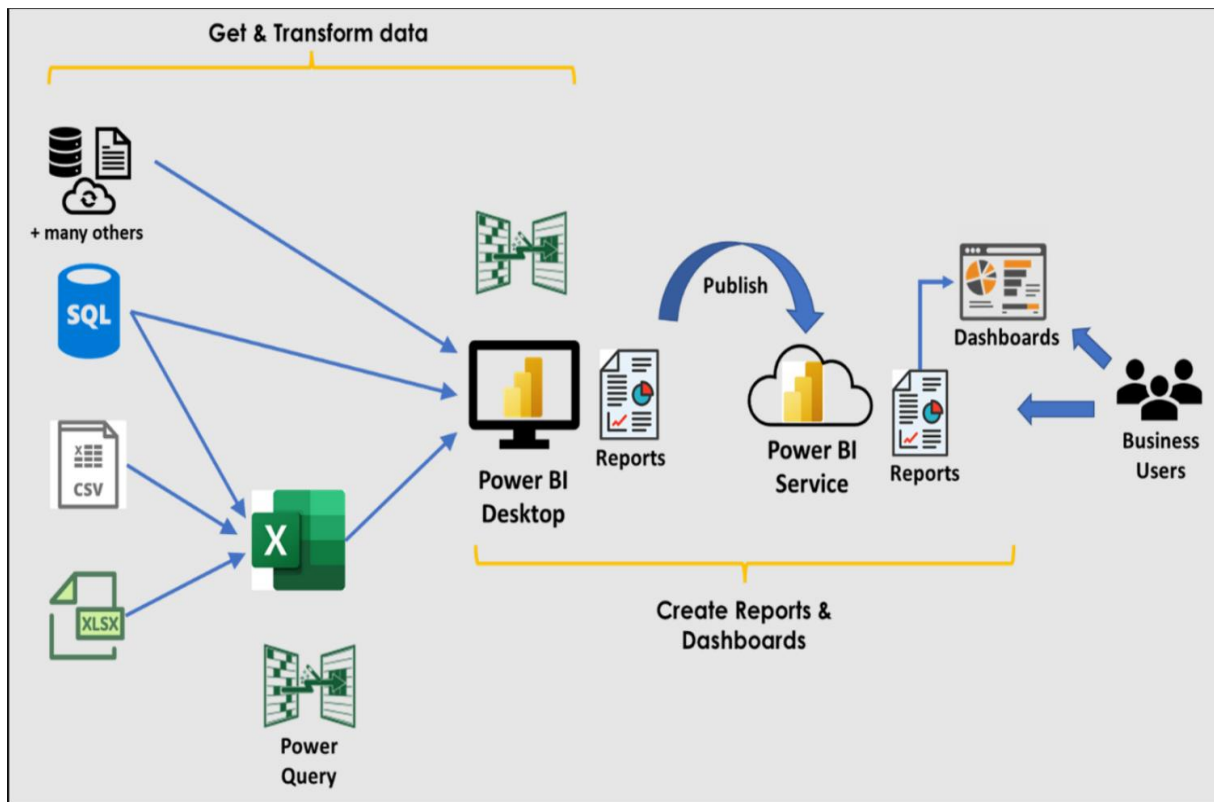 Get & Transform data
+ many others
SQL
CSV
XLSX
X
Power
Query
Power BI
Desktop
Reports
Publish
Power BI
Service
Reports
Dashboards
Business
Users
Create Reports &
Dashboards